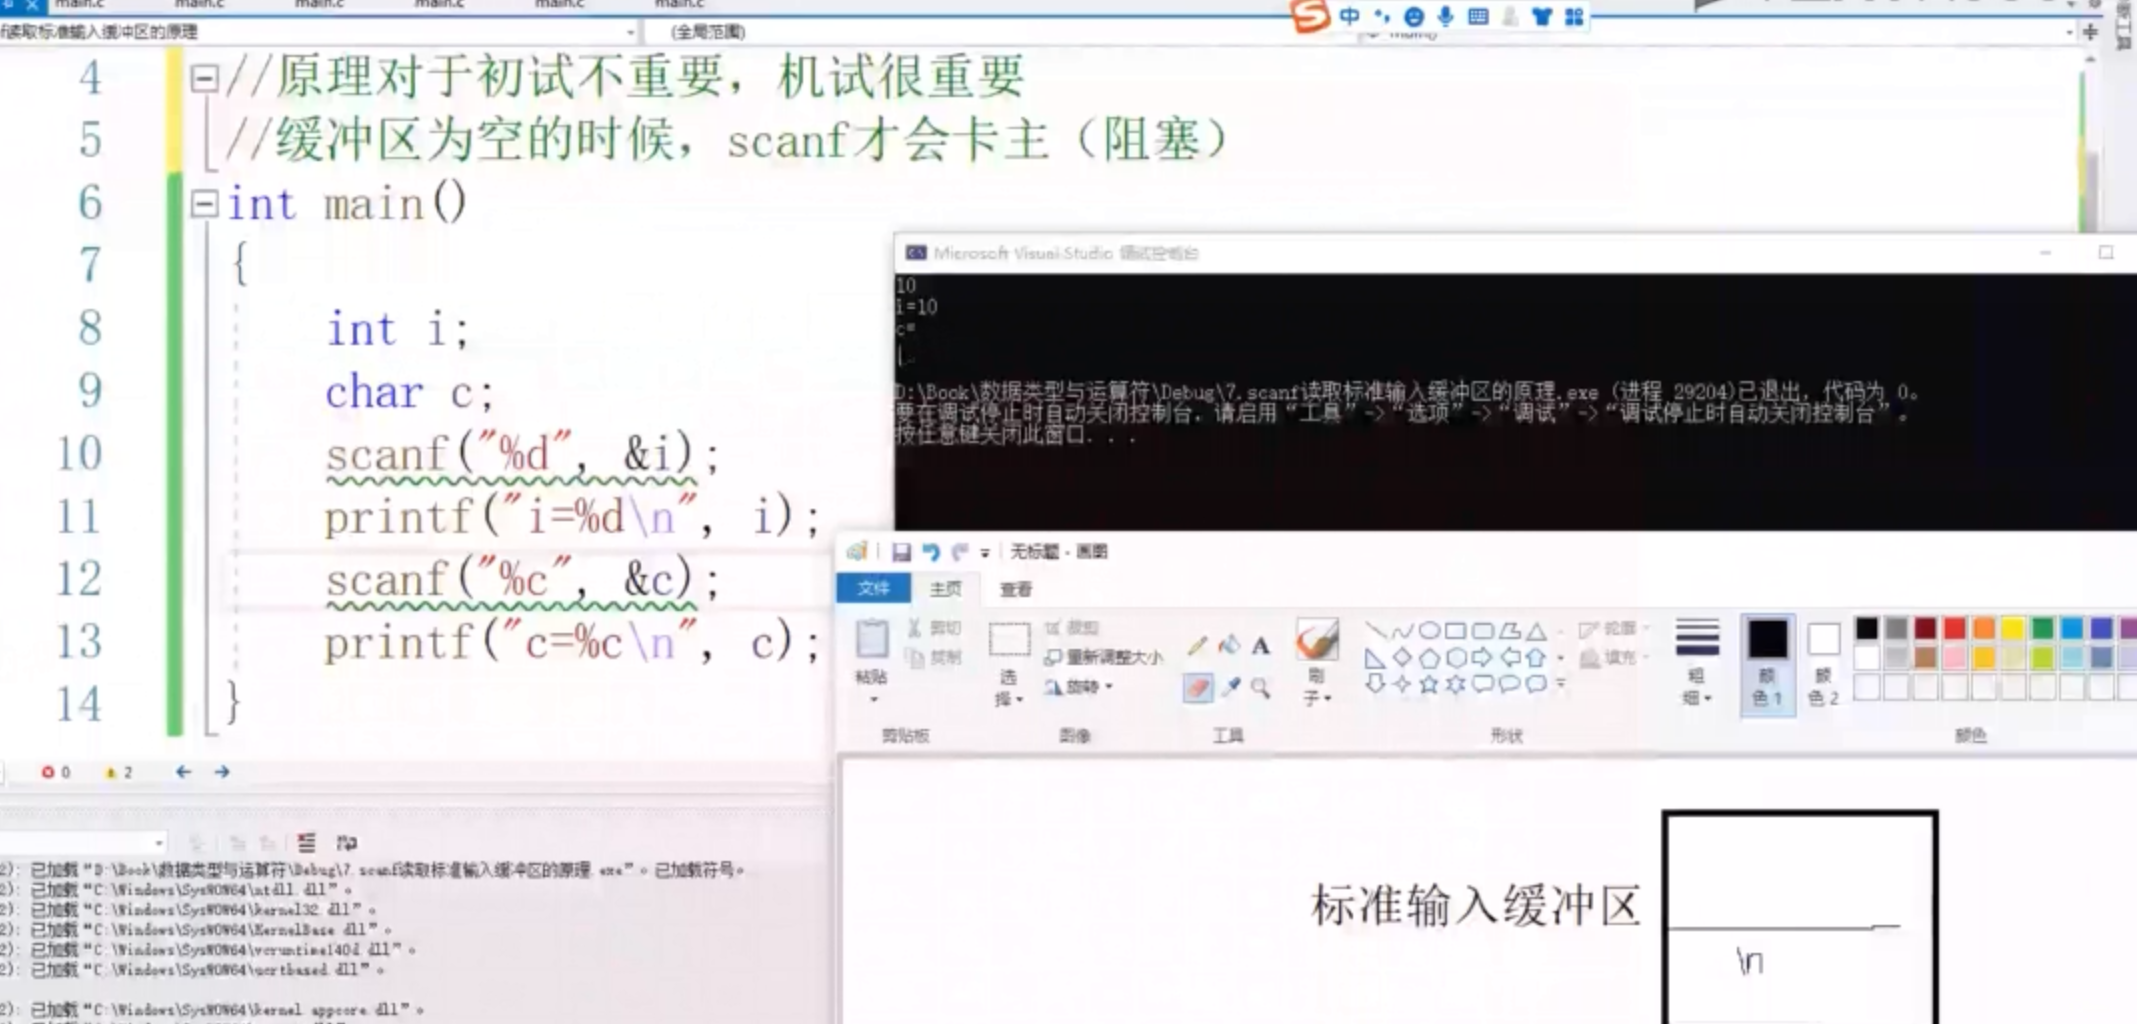 main.c main.c main.c main.c main.c main.c
f读取标准输入缓冲区的原理 (全局范围)
中
4 //原理对于初试不重要，机试很重要
5 //缓冲区为空的时候，scanf才会卡主（阻塞）
6 int main()
7 {
8 int i;
9 char c;
10 scanf("%d", &i);
11 printf("i=%d\n", i);
12 scanf("%c", &c);
13 printf("c=%c\n", c);
14 }
0 2
Microsoft Visual Studio 调试控制台
10
i=10
c=
D:\Book\数据类型与运算符\Debug\7.scanf读取标准输入缓冲区的原理.exe (进程 29204)已退出，代码为 0。
要在调试停止时自动关闭控制台，请启用“工具”->“选项”->“调试”->“调试停止时自动关闭控制台”。
按任意键关闭此窗口. . .
无标题 - 画图
文件 主页 查看
粘贴 剪切 复制
选择 裁剪 重新调整大小 旋转
A
刷子
轮廓 填充
粗细 颜色 1 颜色 2
剪贴板 图像 工具 形状 颜色
标准输入缓冲区
\n
2): 已加载“D:\Book\数据类型与运算符\Debug\7.scanf读取标准输入缓冲区的原理.exe”。已加载符号。
2): 已加载“C:\Windows\SysWOW64\ntdll.dll”。
2): 已加载“C:\Windows\SysWOW64\kernel32.dll”。
2): 已加载“C:\Windows\SysWOW64\KernelBase.dll”。
2): 已加载“C:\Windows\SysWOW64\vcruntime140d.dll”。
2): 已加载“C:\Windows\SysWOW64\ucrtbased.dll”。
2): 已加载“C:\Windows\SysWOW64\kernel.appcore.dll”。